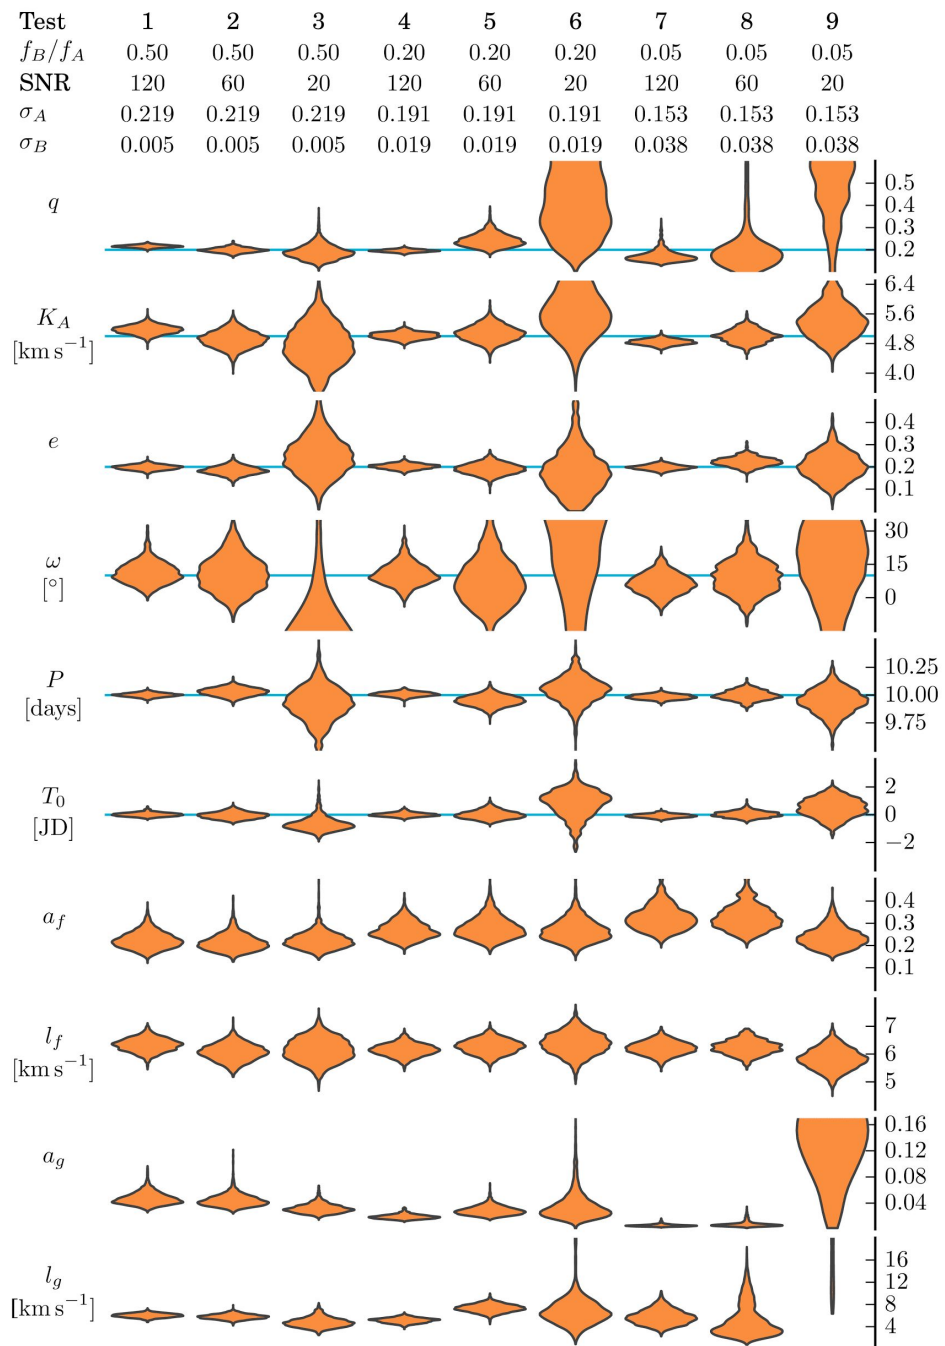 Test 1 2 3 4 5 6 7 8 9
f_B/f_A 0.50 0.50 0.50 0.20 0.20 0.20 0.05 0.05 0.05
SNR 120 60 20 120 60 20 120 60 20
σ_A 0.219 0.219 0.219 0.191 0.191 0.191 0.153 0.153 0.153
σ_B 0.005 0.005 0.005 0.019 0.019 0.019 0.038 0.038 0.038
q
0.5
0.4
0.3
0.2
K_A
[km s⁻¹]
6.4
5.6
4.8
4.0
e
0.4
0.3
0.2
0.1
ω
[°]
30
15
0
P
[days]
10.25
10.00
9.75
T_0
[JD]
2
0
−2
a_f
0.4
0.3
0.2
0.1
l_f
[km s⁻¹]
7
6
5
a_g
0.16
0.12
0.08
0.04
l_g
[km s⁻¹]
16
12
8
4